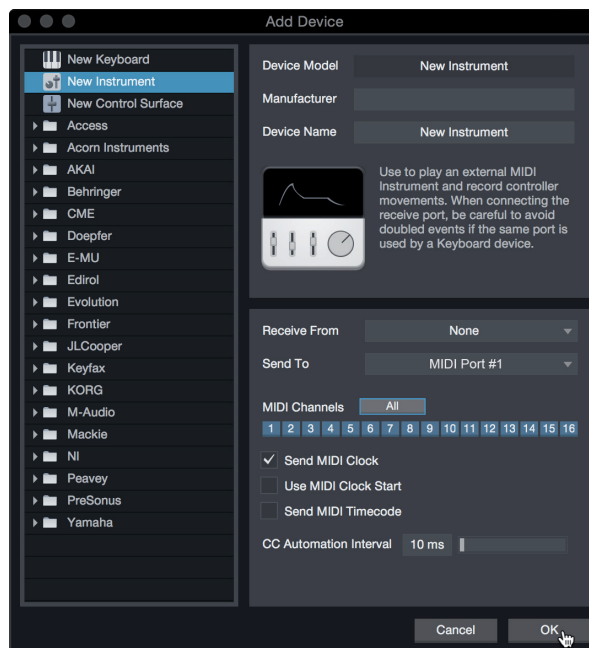 Add Device
New Keyboard
New Instrument
New Control Surface
Access
Acorn Instruments
AKAI
Behringer
CME
Doepfer
E-MU
Edirol
Evolution
Frontier
JLCooper
Keyfax
KORG
M-Audio
Mackie
NI
Peavey
PreSonus
Yamaha
Device Model New Instrument
Manufacturer
Device Name New Instrument
Use to play an external MIDI
Instrument and record controller
movements. When connecting the
receive port, be careful to avoid
doubled events if the same port is
used by a Keyboard device.
Receive From None
Send To MIDI Port #1
MIDI Channels All
1 2 3 4 5 6 7 8 9 10 11 12 13 14 15 16
Send MIDI Clock
Use MIDI Clock Start
Send MIDI Timecode
CC Automation Interval 10 ms
Cancel OK